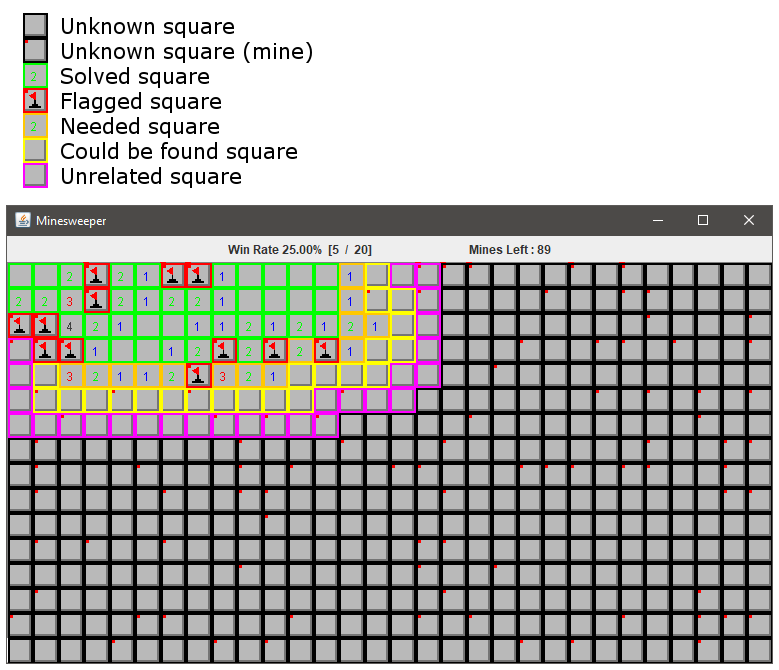 Unknown square
Unknown square (mine)
2 Solved square
Flagged square
2 Needed square
Could be found square
Unrelated square
Minesweeper
Win Rate 25.00% [5 / 20] Mines Left : 89
2 2 1 1 1
2 2 3 2 1 2 2 1 1
4 2 1 1 1 2 1 2 1 2 1
1 1 2 2 2 1
3 2 1 1 2 3 2 1